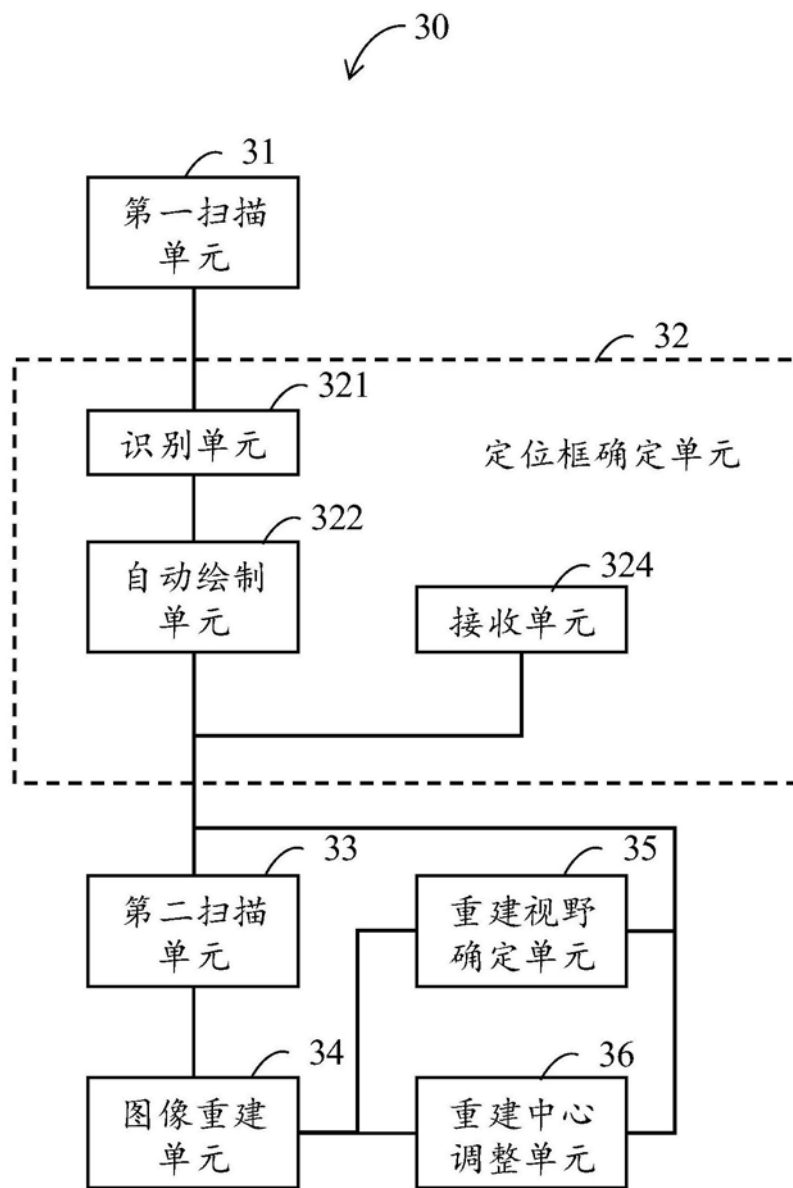 30
31
第一扫描
单元
32
321
识别单元
定位框确定单元
322
自动绘制
单元
324
接收单元
33
第二扫描
单元
35
重建视野
确定单元
34
图像重建
单元
36
重建中心
调整单元